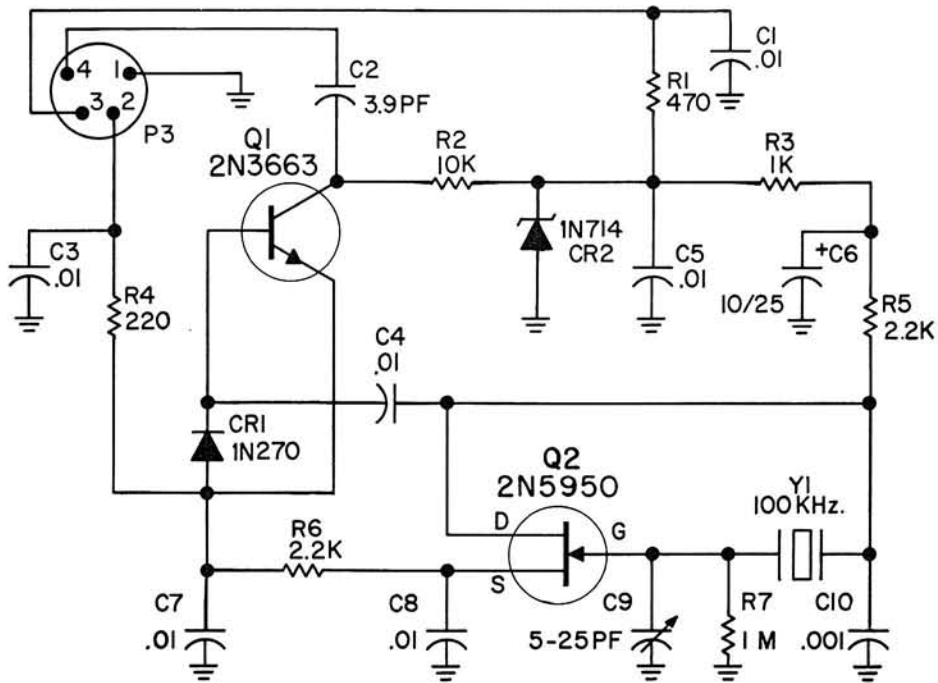 4
1
3
2
P3
C1
.01
C2
3.9PF
R1
470
Q1
2N3663
R2
10K
R3
1K
1N714
CR2
C3
.01
R4
220
C5
.01
+C6
10/25
R5
2.2K
C4
.01
CR1
1N270
Q2
2N5950
Y1
100KHz.
D
G
S
R6
2.2K
C7
.01
C8
.01
C9
5-25PF
R7
1M
C10
.001